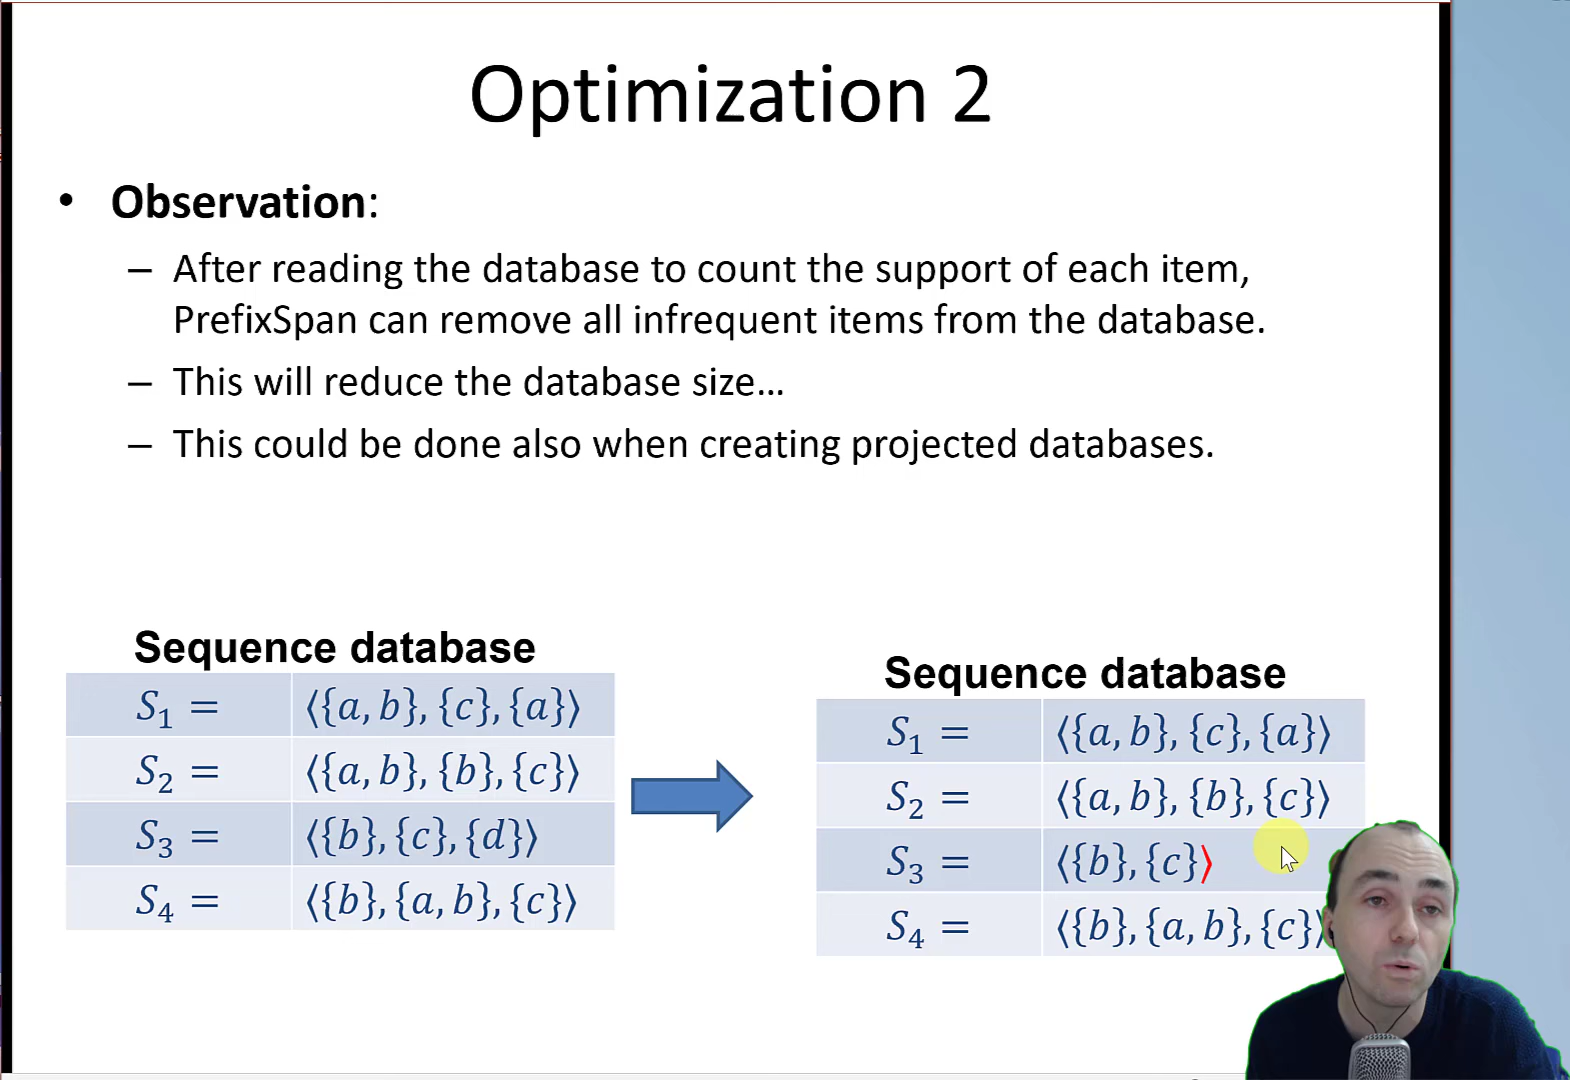 Optimization 2
• Observation:
– After reading the database to count the support of each item,
PrefixSpan can remove all infrequent items from the database.
– This will reduce the database size…
– This could be done also when creating projected databases.
Sequence database
S₁ = ⟨{a, b}, {c}, {a}⟩
S₂ = ⟨{a, b}, {b}, {c}⟩
S₃ = ⟨{b}, {c}, {d}⟩
S₄ = ⟨{b}, {a, b}, {c}⟩
Sequence database
S₁ = ⟨{a, b}, {c}, {a}⟩
S₂ = ⟨{a, b}, {b}, {c}⟩
S₃ = ⟨{b}, {c}⟩
S₄ = ⟨{b}, {a, b}, {c}⟩